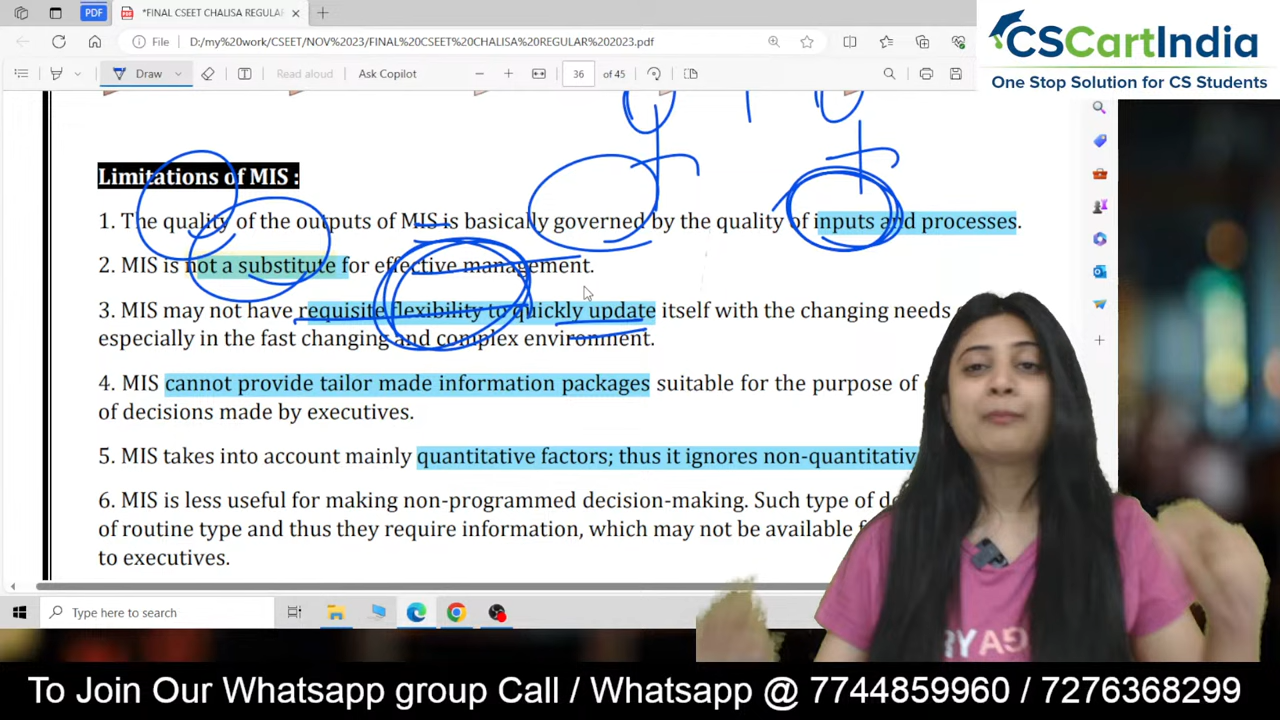 PDF
*FINAL CSEET CHALISA REGULAR
CSCartIndia
One Stop Solution for CS Students
File
D:/my%20work/CSEET/NOV%2023/FINAL%20CSEET%20CHALISA%20REGULAR%202023.pdf
Draw
Read aloud
Ask Copilot
36 of 45
Limitations of MIS :
1. The quality of the outputs of MIS is basically governed by the quality of inputs and processes.
2. MIS is not a substitute for effective management.
3. MIS may not have requisite flexibility to quickly update itself with the changing needs
especially in the fast changing and complex environment.
4. MIS cannot provide tailor made information packages suitable for the purpose of
of decisions made by executives.
5. MIS takes into account mainly quantitative factors; thus it ignores non-quantitativ
6. MIS is less useful for making non-programmed decision-making. Such type of
of routine type and thus they require information, which may not be available
to executives.
Type here to search
To Join Our Whatsapp group Call / Whatsapp @ 7744859960 / 7276368299